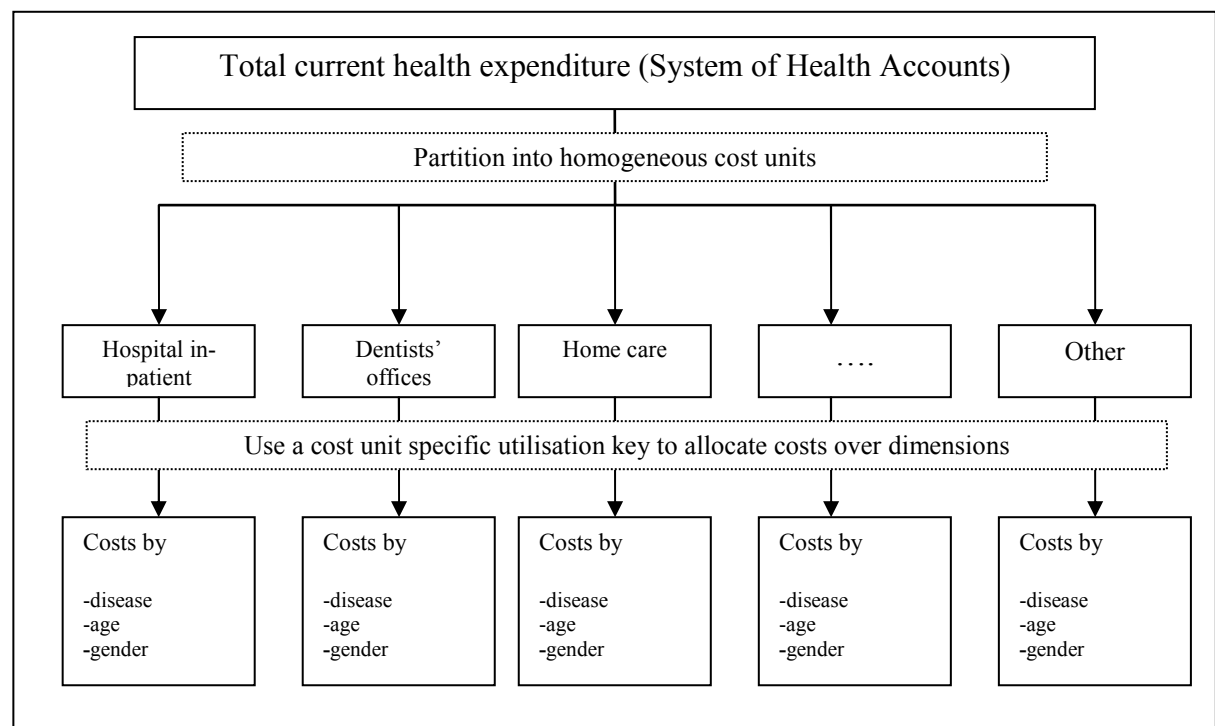 Total current health expenditure (System of Health Accounts)
Partition into homogeneous cost units
Hospital in-
patient
Dentists’
offices
Home care
….
Other
Use a cost unit specific utilisation key to allocate costs over dimensions
Costs by
-disease
-age
-gender
Costs by
-disease
-age
-gender
Costs by
-disease
-age
-gender
Costs by
-disease
-age
-gender
Costs by
-disease
-age
-gender